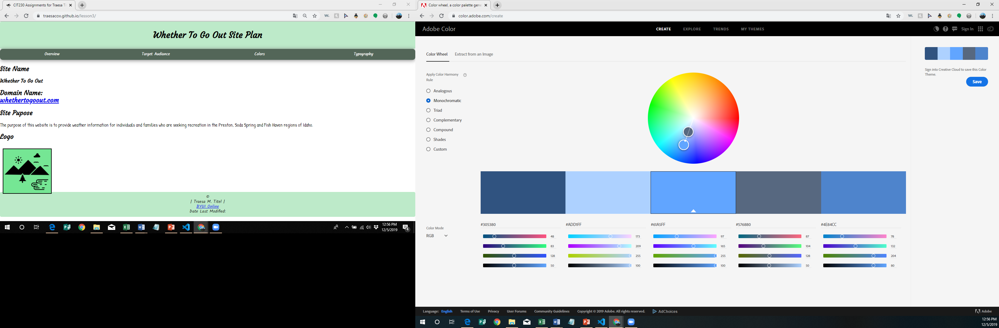 CIT230 Assignments for Traesa Ti
traesacox.github.io/lesson3/
Whether To Go Out Site Plan
Overview
Target Audiance
Colors
Typography
Site Name
Whether To Go Out
Domain Name:
whethertogoout.com
Site Pupose
The purpose of this website is to provide weather information for individuals and families who are seeking recreation in the Preston, Soda Spring and Fish Haven regions of Idaho.
Logo
©
| Traesa M. Titel |
BYUI Online
Date Last Modified:
12:56 PM
12/5/2019
4
Color wheel, a color palette gene
color.adobe.com/create
Adobe Color
CREATE
EXPLORE
TRENDS
MY THEMES
Sign In
Color Wheel
Extract from an Image
Apply Color Harmony
Rule
Analogous
Monochromatic
Triad
Complementary
Compound
Shades
Custom
Sign into Creative Cloud to save this Color
Theme.
Save
#305380
#ADD1FF
#61A5FF
#576880
#4E84CC
Color Mode
RGB
48
173
97
87
78
83
209
165
104
132
128
255
255
128
204
50
100
100
50
80
Language: English
Terms of Use
Privacy
User Forums
Community Guidelines
Copyright © 2019 Adobe. All rights reserved.
AdChoices
Adobe
12:56 PM
12/5/2019